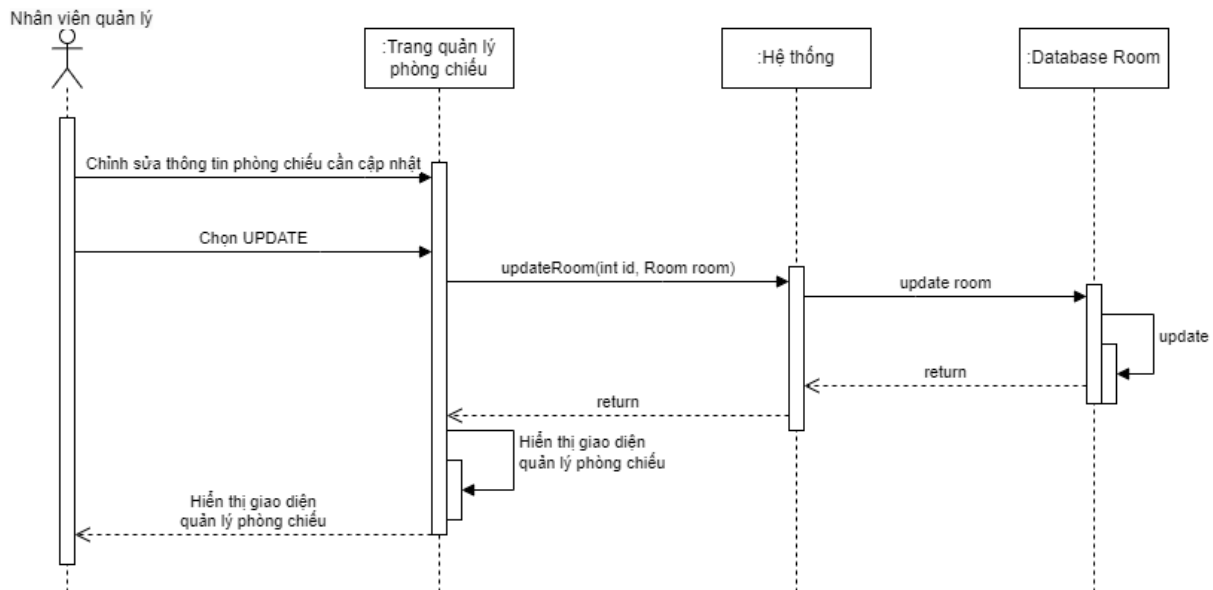 Nhân viên quản lý
:Trang quản lý
phòng chiếu
:Hệ thống
:Database Room
Chỉnh sửa thông tin phòng chiếu cần cập nhật
Chọn UPDATE
updateRoom(int id, Room room)
update room
update
return
return
Hiển thị giao diện
quản lý phòng chiếu
Hiển thị giao diện
quản lý phòng chiếu